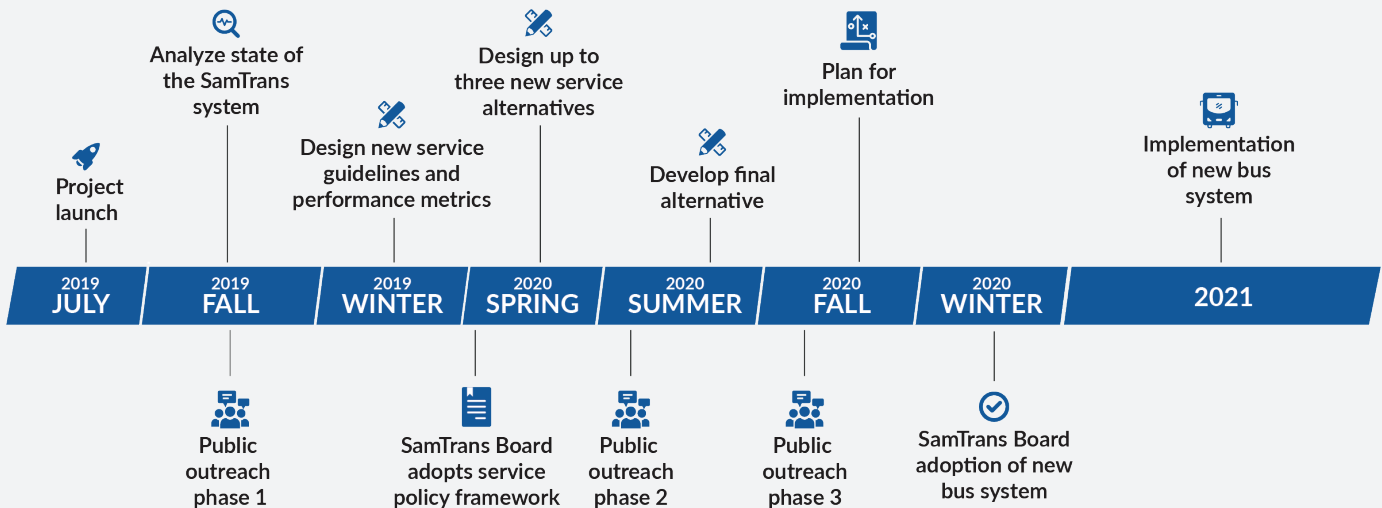 Analyze state of
the SamTrans
system
Design up to
three new service
alternatives
Plan for
implementation
Design new service
guidelines and
performance metrics
Develop final
alternative
Implementation
of new bus
system
Project
launch
2019
JULY
2019
FALL
2019
WINTER
2020
SPRING
2020
SUMMER
2020
FALL
2020
WINTER
2021
Public
outreach
phase 1
SamTrans Board
adopts service
policy framework
Public
outreach
phase 2
Public
outreach
phase 3
SamTrans Board
adoption of new
bus system